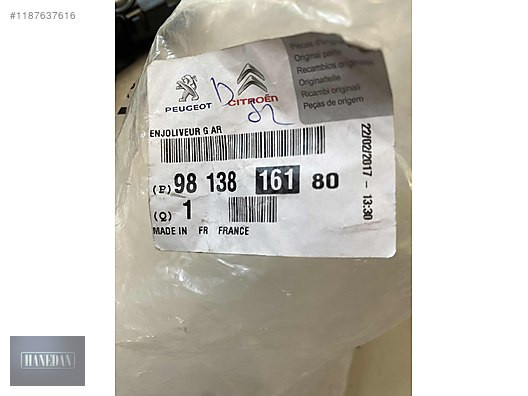 #1187637616
Pièces d'origine
Original parts
Recambios originales
Originalteile
Ricambi originali
Peças de origem
PEUGEOT
CITROËN
ENJOLIVEUR G AR
22/02/2017 - 13:30
(P) 98 138 161 80
(Q) 1
MADE IN FR FRANCE
HANEDAN